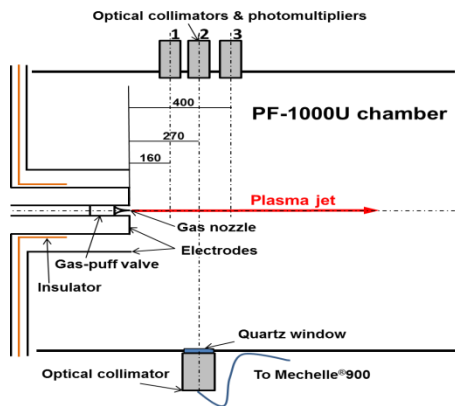 Optical collimators & photomultipliers
1 2 3
400
PF-1000U chamber
270
160
Plasma jet
Gas nozzle
Electrodes
Gas-puff valve
Insulator
Quartz window
Optical collimator
To Mechelle®900